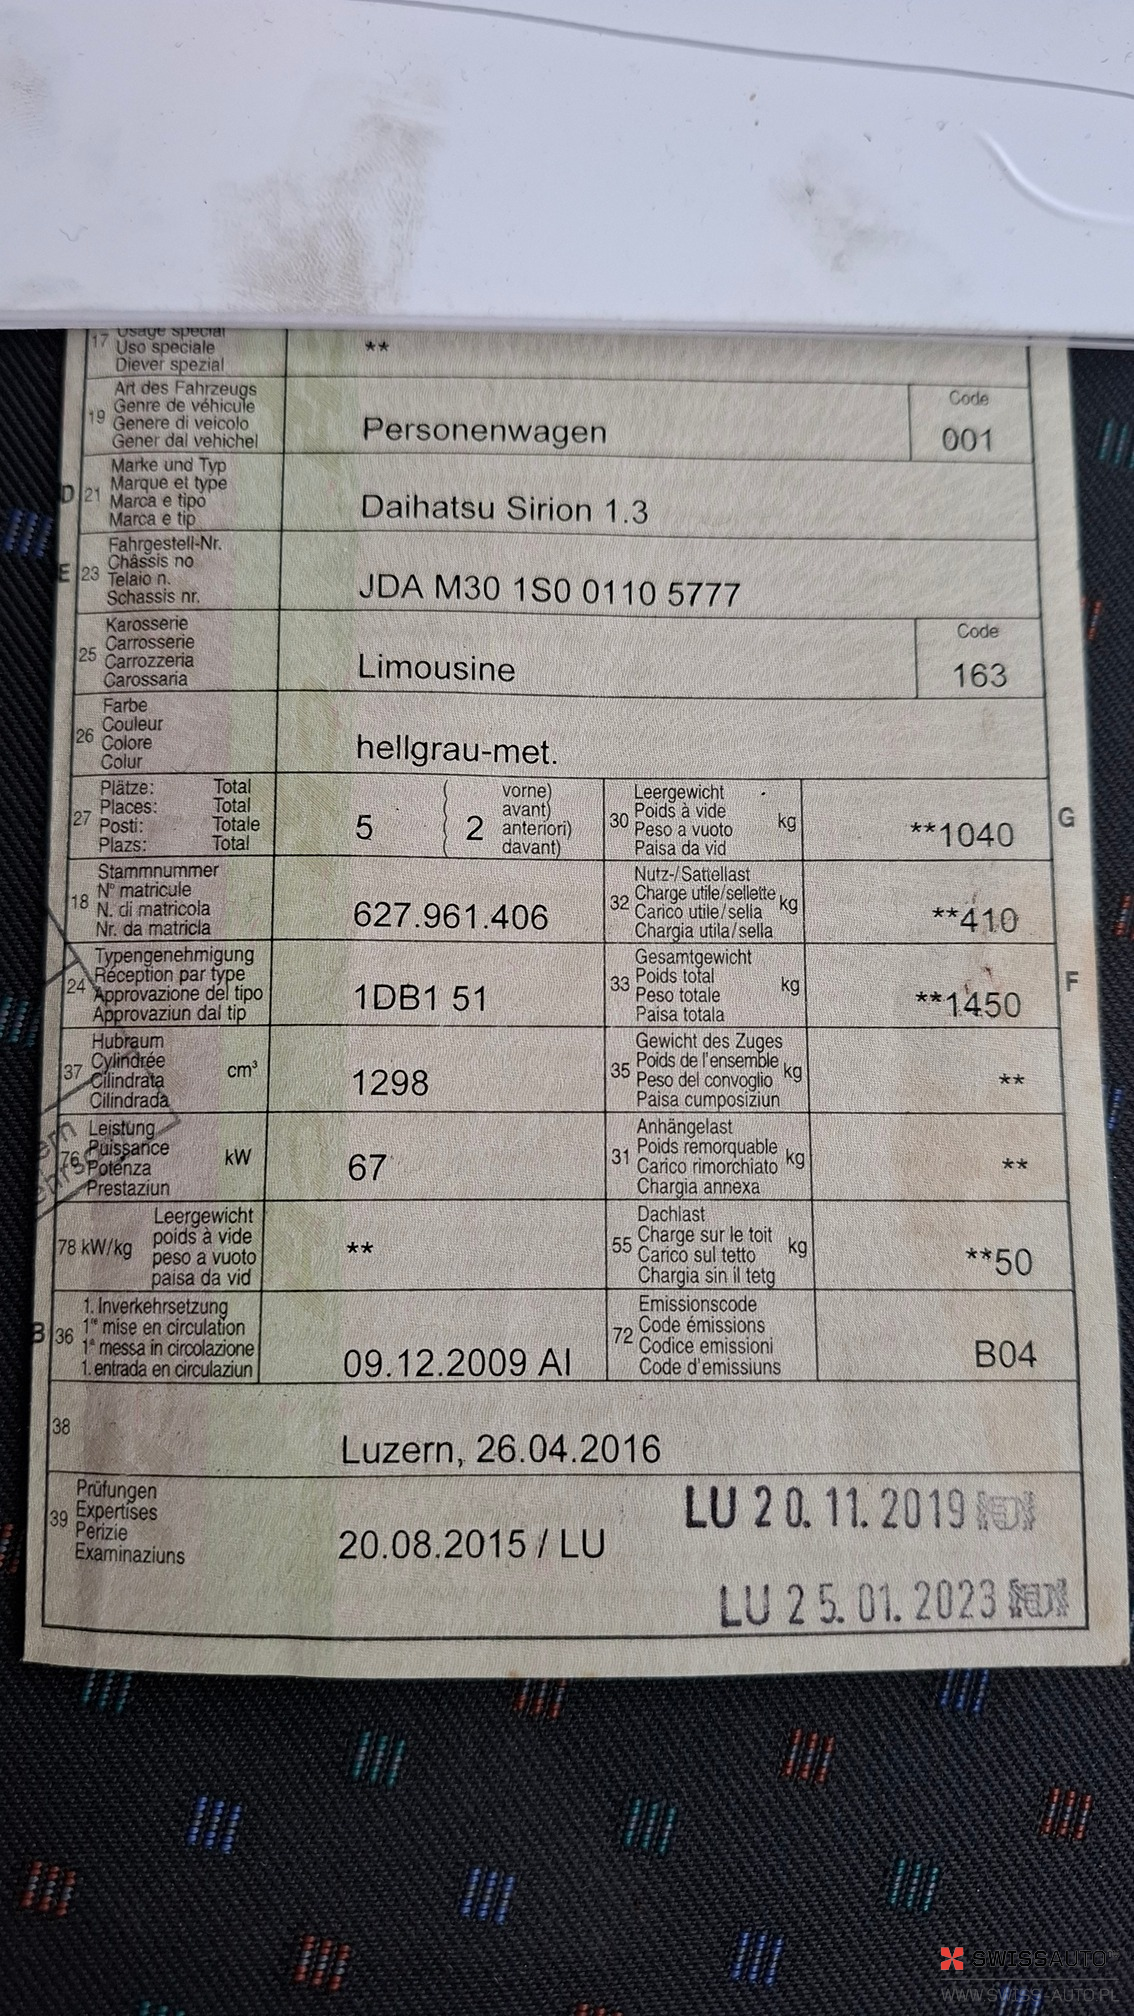 17 Usage spécial
Uso speciale **
Diever spezial
Art des Fahrzeugs Code
19 Genre de véhicule
Genere di veicolo Personenwagen 001
Gener dal vehichel
Marke und Typ
D 21 Marque et type
Marca e tipo Daihatsu Sirion 1.3
Marca e tip
Fahrgestell-Nr.
E 23 Châssis no
Telaio n. JDA M30 1S0 0110 5777
Schassis nr.
Karosserie Code
25 Carrosserie
Carrozzeria Limousine 163
Carossaria
Farbe
26 Couleur
Colore hellgrau-met.
Colur
Plätze: Total vorne) Leergewicht
27 Places: Total avant) 30 Poids à vide kg G
Posti: Totale 5 ( 2 anteriori) Peso a vuoto **1040
Plazs: Total davant) Paisa da vid
Stammnummer Nutz-/Sattellast
18 N° matricule 32 Charge utile/sellette kg
N. di matricola 627.961.406 Carico utile/sella **410
Nr. da matricla Chargia utila/sella
Typengenehmigung Gesamtgewicht
24 Réception par type 33 Poids total kg F
Approvazione del tipo 1DB1 51 Peso totale **1450
Approvaziun dal tip Paisa totala
Hubraum Gewicht des Zuges
37 Cylindrée cm³ 35 Poids de l'ensemble kg
Cilindrata 1298 Peso del convoglio **
Cilindrada Paisa cumposiziun
Leistung Anhängelast
76 Puissance kW 31 Poids remorquable kg
Potenza 67 Carico rimorchiato **
Prestaziun Chargia annexa
Leergewicht Dachlast
78 kW/kg poids à vide 55 Charge sur le toit kg
peso a vuoto ** Carico sul tetto **50
paisa da vid Chargia sin il tetg
1. Inverkehrsetzung Emissionscode
B 36 1re mise en circulation 72 Code émissions
1a messa in circolazione 09.12.2009 AI Codice emissioni B04
1. entrada en circulaziun Code d'emissiuns
38 Luzern, 26.04.2016
Prüfungen LU 20.11.2019
39 Expertises
Perizie 20.08.2015 / LU
Examinaziuns
LU 25.01.2023
SWISSAUTO
WWW.SWISS-AUTO.PL